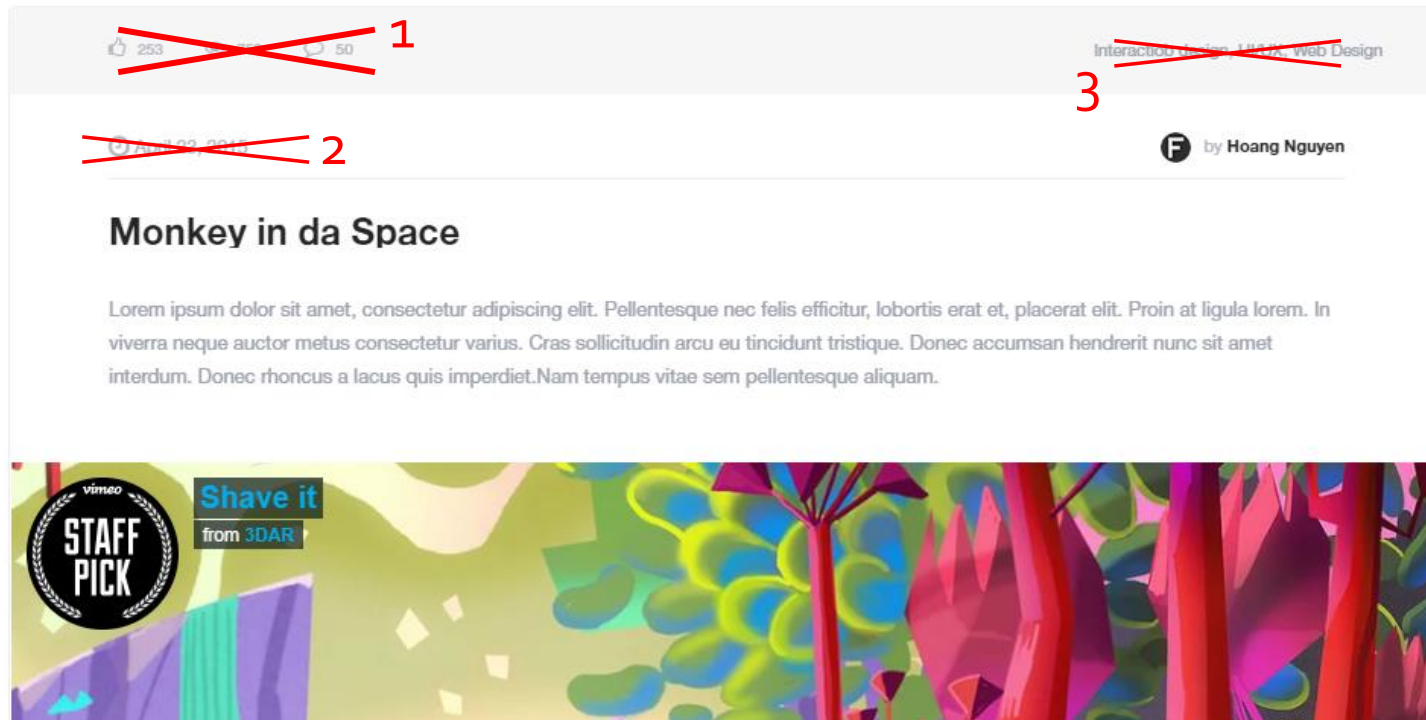 253 50 1
Interactiob design, UI/UX, Web Design
3
April 23, 2015 2
by Hoang Nguyen
Monkey in da Space
Lorem ipsum dolor sit amet, consectetur adipiscing elit. Pellentesque nec felis efficitur, lobortis erat et, placerat elit. Proin at ligula lorem. In
viverra neque auctor metus consectetur varius. Cras sollicitudin arcu eu tincidunt tristique. Donec accumsan hendrerit nunc sit amet
interdum. Donec rhoncus a lacus quis imperdiet.Nam tempus vitae sem pellentesque aliquam.
vimeo
STAFF
PICK
Shave it
from 3DAR